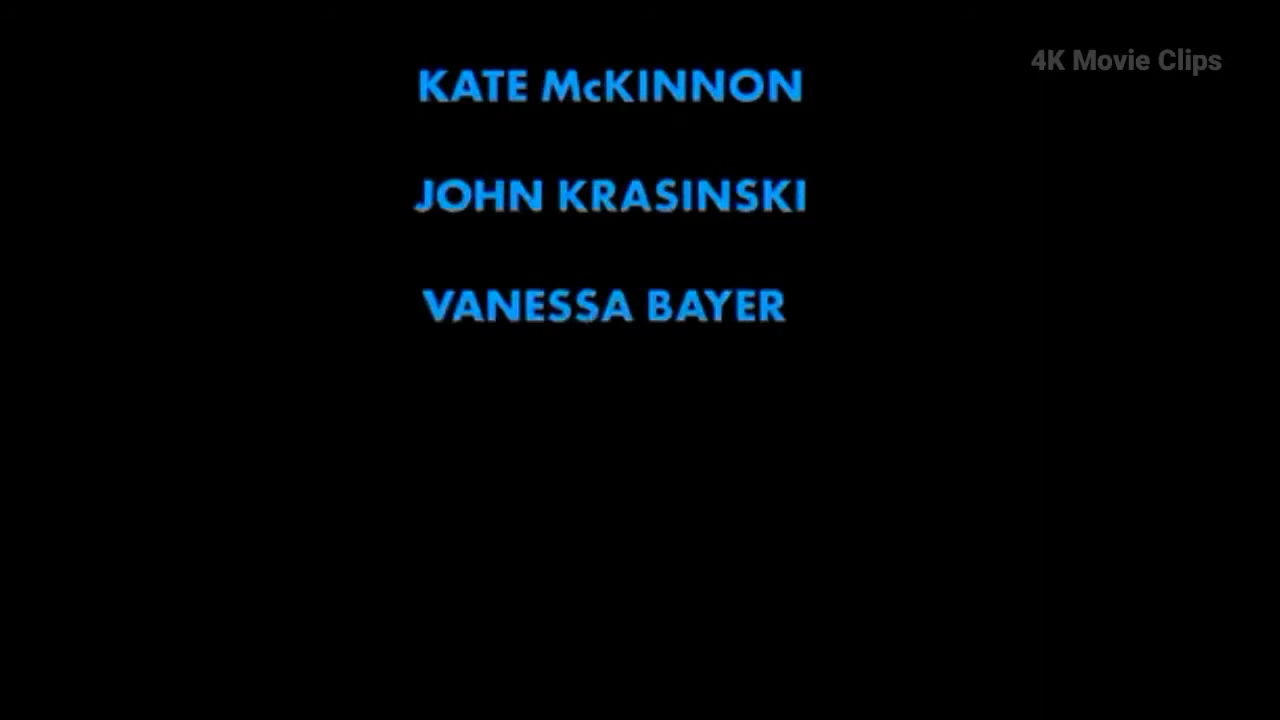 4K Movie Clips
KATE McKINNON
JOHN KRASINSKI
VANESSA BAYER